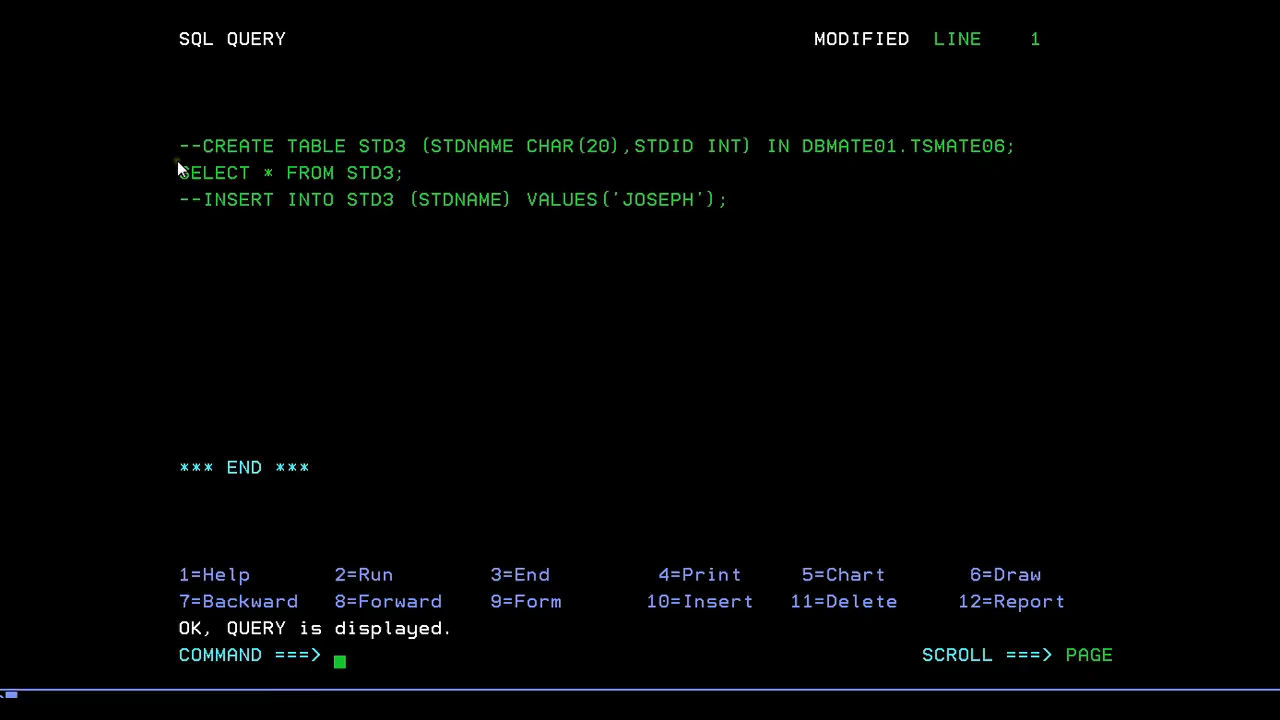 SQL QUERY MODIFIED LINE 1
--CREATE TABLE STD3 (STDNAME CHAR(20),STDID INT) IN DBMATE01.TSMATE06;
SELECT * FROM STD3;
--INSERT INTO STD3 (STDNAME) VALUES('JOSEPH');
*** END ***
1=Help 2=Run 3=End 4=Print 5=Chart 6=Draw
7=Backward 8=Forward 9=Form 10=Insert 11=Delete 12=Report
OK, QUERY is displayed.
COMMAND ===> SCROLL ===> PAGE